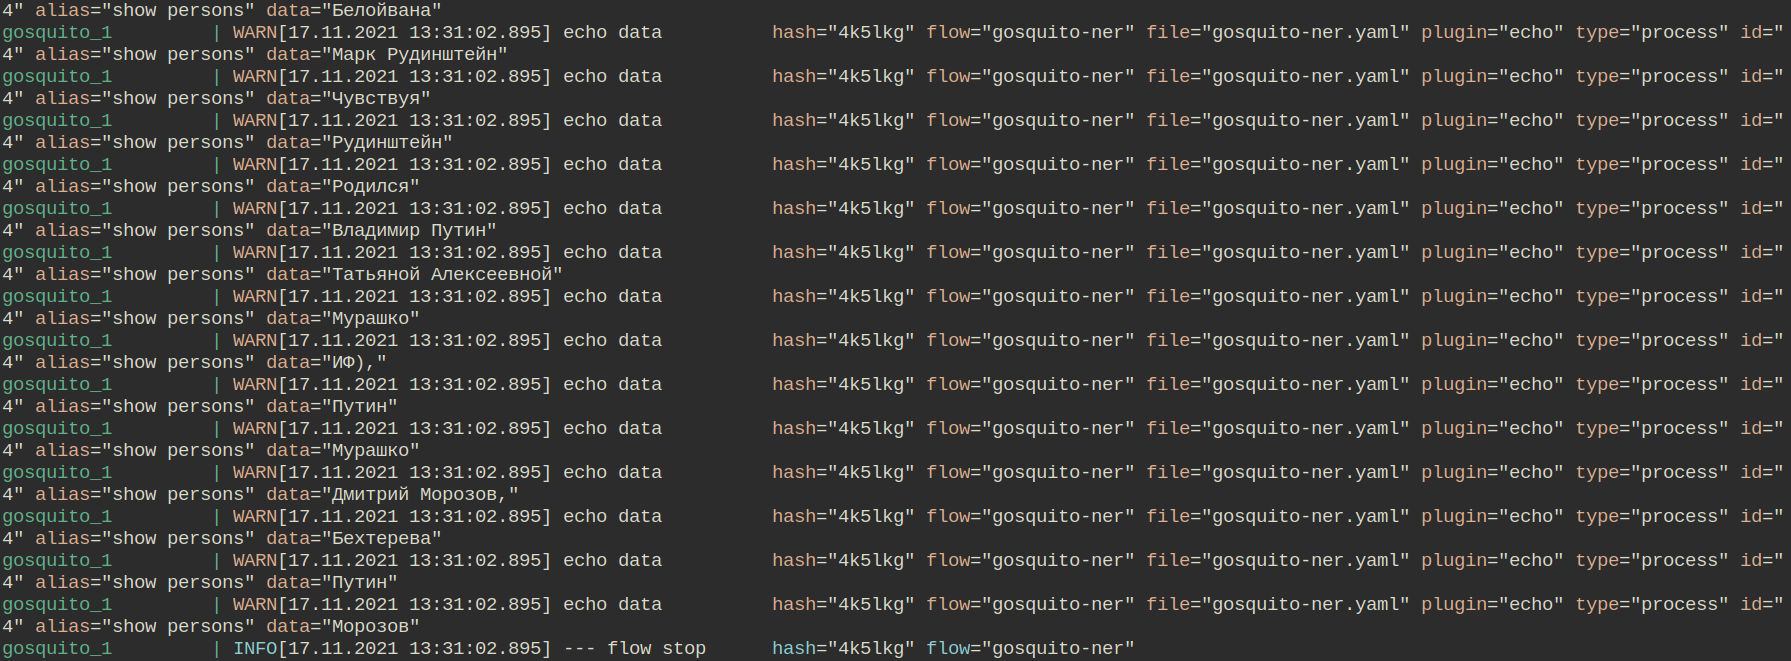 4" alias="show persons" data="Белойвана"
gosquito_1 | WARN[17.11.2021 13:31:02.895] echo data hash="4k5lkg" flow="gosquito-ner" file="gosquito-ner.yaml" plugin="echo" type="process" id="
4" alias="show persons" data="Марк Рудинштейн"
gosquito_1 | WARN[17.11.2021 13:31:02.895] echo data hash="4k5lkg" flow="gosquito-ner" file="gosquito-ner.yaml" plugin="echo" type="process" id="
4" alias="show persons" data="Чувствуя"
gosquito_1 | WARN[17.11.2021 13:31:02.895] echo data hash="4k5lkg" flow="gosquito-ner" file="gosquito-ner.yaml" plugin="echo" type="process" id="
4" alias="show persons" data="Рудинштейн"
gosquito_1 | WARN[17.11.2021 13:31:02.895] echo data hash="4k5lkg" flow="gosquito-ner" file="gosquito-ner.yaml" plugin="echo" type="process" id="
4" alias="show persons" data="Родился"
gosquito_1 | WARN[17.11.2021 13:31:02.895] echo data hash="4k5lkg" flow="gosquito-ner" file="gosquito-ner.yaml" plugin="echo" type="process" id="
4" alias="show persons" data="Владимир Путин"
gosquito_1 | WARN[17.11.2021 13:31:02.895] echo data hash="4k5lkg" flow="gosquito-ner" file="gosquito-ner.yaml" plugin="echo" type="process" id="
4" alias="show persons" data="Татьяной Алексеевной"
gosquito_1 | WARN[17.11.2021 13:31:02.895] echo data hash="4k5lkg" flow="gosquito-ner" file="gosquito-ner.yaml" plugin="echo" type="process" id="
4" alias="show persons" data="Мурашко"
gosquito_1 | WARN[17.11.2021 13:31:02.895] echo data hash="4k5lkg" flow="gosquito-ner" file="gosquito-ner.yaml" plugin="echo" type="process" id="
4" alias="show persons" data="ИФ),"
gosquito_1 | WARN[17.11.2021 13:31:02.895] echo data hash="4k5lkg" flow="gosquito-ner" file="gosquito-ner.yaml" plugin="echo" type="process" id="
4" alias="show persons" data="Путин"
gosquito_1 | WARN[17.11.2021 13:31:02.895] echo data hash="4k5lkg" flow="gosquito-ner" file="gosquito-ner.yaml" plugin="echo" type="process" id="
4" alias="show persons" data="Мурашко"
gosquito_1 | WARN[17.11.2021 13:31:02.895] echo data hash="4k5lkg" flow="gosquito-ner" file="gosquito-ner.yaml" plugin="echo" type="process" id="
4" alias="show persons" data="Дмитрий Морозов,"
gosquito_1 | WARN[17.11.2021 13:31:02.895] echo data hash="4k5lkg" flow="gosquito-ner" file="gosquito-ner.yaml" plugin="echo" type="process" id="
4" alias="show persons" data="Бехтерева"
gosquito_1 | WARN[17.11.2021 13:31:02.895] echo data hash="4k5lkg" flow="gosquito-ner" file="gosquito-ner.yaml" plugin="echo" type="process" id="
4" alias="show persons" data="Путин"
gosquito_1 | WARN[17.11.2021 13:31:02.895] echo data hash="4k5lkg" flow="gosquito-ner" file="gosquito-ner.yaml" plugin="echo" type="process" id="
4" alias="show persons" data="Морозов"
gosquito_1 | INFO[17.11.2021 13:31:02.895] --- flow stop hash="4k5lkg" flow="gosquito-ner"